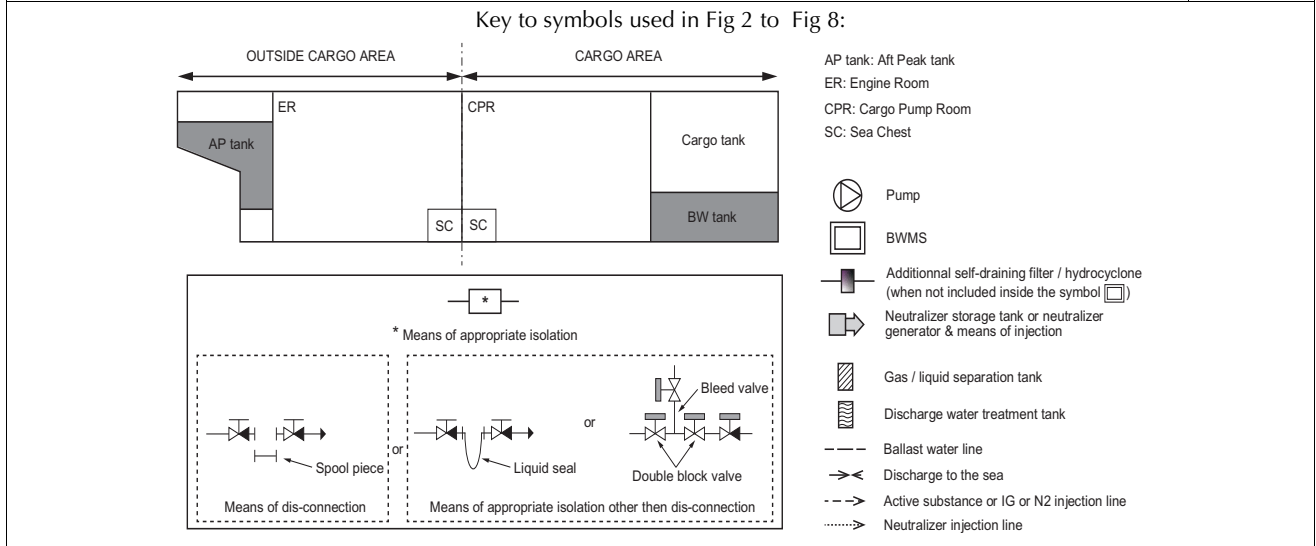 Key to symbols used in Fig 2 to Fig 8:
OUTSIDE CARGO AREA
CARGO AREA
ER
CPR
AP tank
Cargo tank
BW tank
SC
SC
AP tank: Aft Peak tank
ER: Engine Room
CPR: Cargo Pump Room
SC: Sea Chest
Pump
BWMS
Additionnal self-draining filter / hydrocyclone
(when not included inside the symbol )
Neutralizer storage tank or neutralizer
generator & means of injection
Gas / liquid separation tank
Discharge water treatment tank
Ballast water line
Discharge to the sea
Active substance or IG or N2 injection line
Neutralizer injection line
*
* Means of appropriate isolation
Spool piece
Means of dis-connection
or
Liquid seal
or
Bleed valve
Double block valve
Means of appropriate isolation other then dis-connection